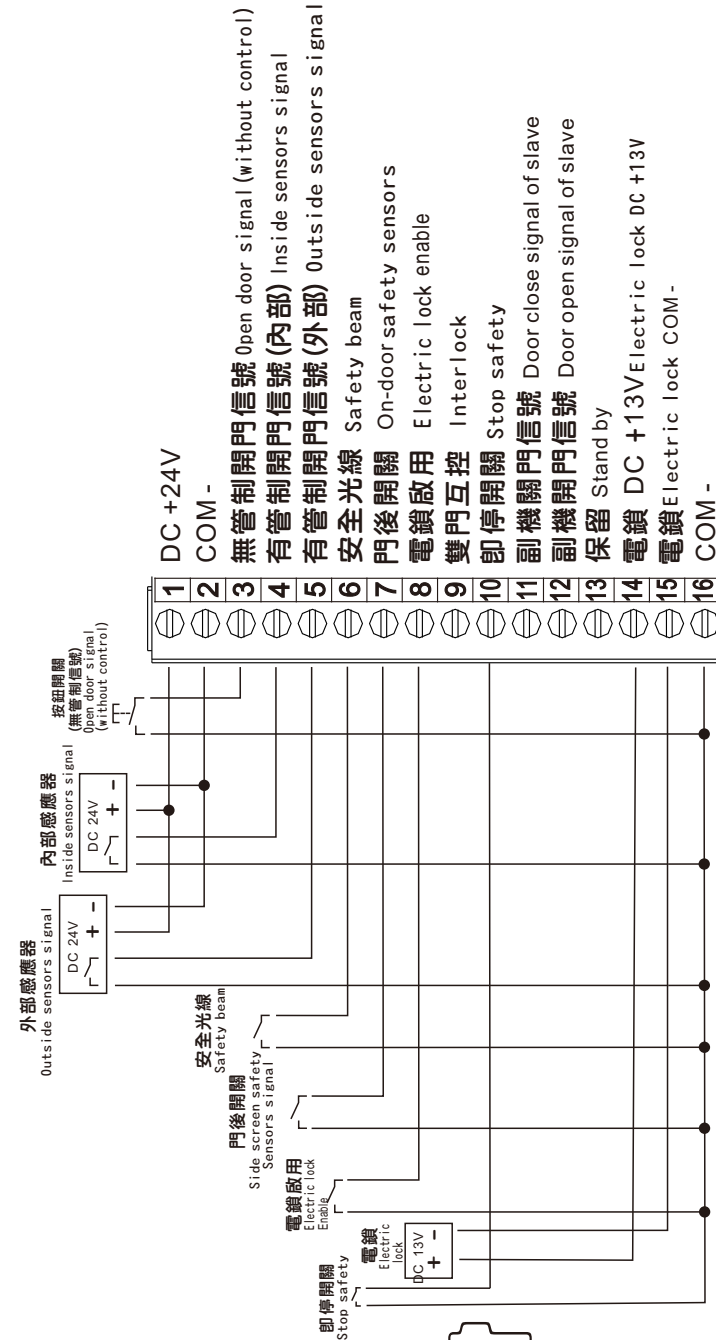 1 DC +24V
2 COM -
3 無管制開門信號 Open door signal (without control)
4 有管制開門信號 (內部) Inside sensors signal
5 有管制開門信號 (外部) Outside sensors signal
6 安全光線 Safety beam
7 門後開關 On-door safety sensors
8 電鎖啟用 Electric lock enable
9 雙門互控 Interlock
10 卽停開關 Stop safety
11 副機關門信號 Door close signal of slave
12 副機開門信號 Door open signal of slave
13 保留 Stand by
14 電鎖 DC +13V Electric lock DC +13V
15 電鎖 Electric lock COM -
16 COM -
按鈕開關
(無管制信號)
Open door signal
(without control)
內部感應器
Inside sensors signal
DC 24V
+ -
外部感應器
Outside sensors signal
DC 24V
+ -
安全光線
Safety beam
門後開關
Side screen safety
Sensors signal
電鎖啟用
Electric lock
Enable
電鎖
Electric
lock
DC 13V
+ -
卽停開關
Stop safety